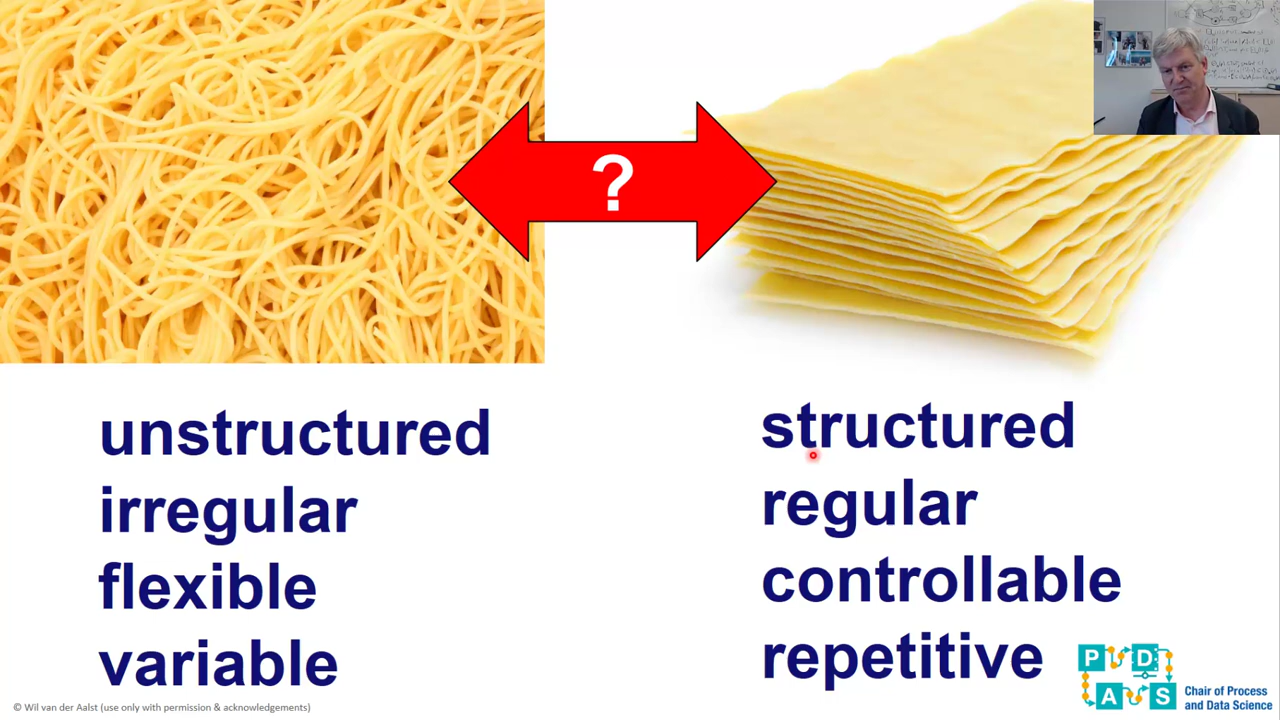 ?
unstructured
irregular
flexible
variable
structured
regular
controllable
repetitive
P D
A S
Chair of Process
and Data Science
© Wil van der Aalst (use only with permission & acknowledgements)